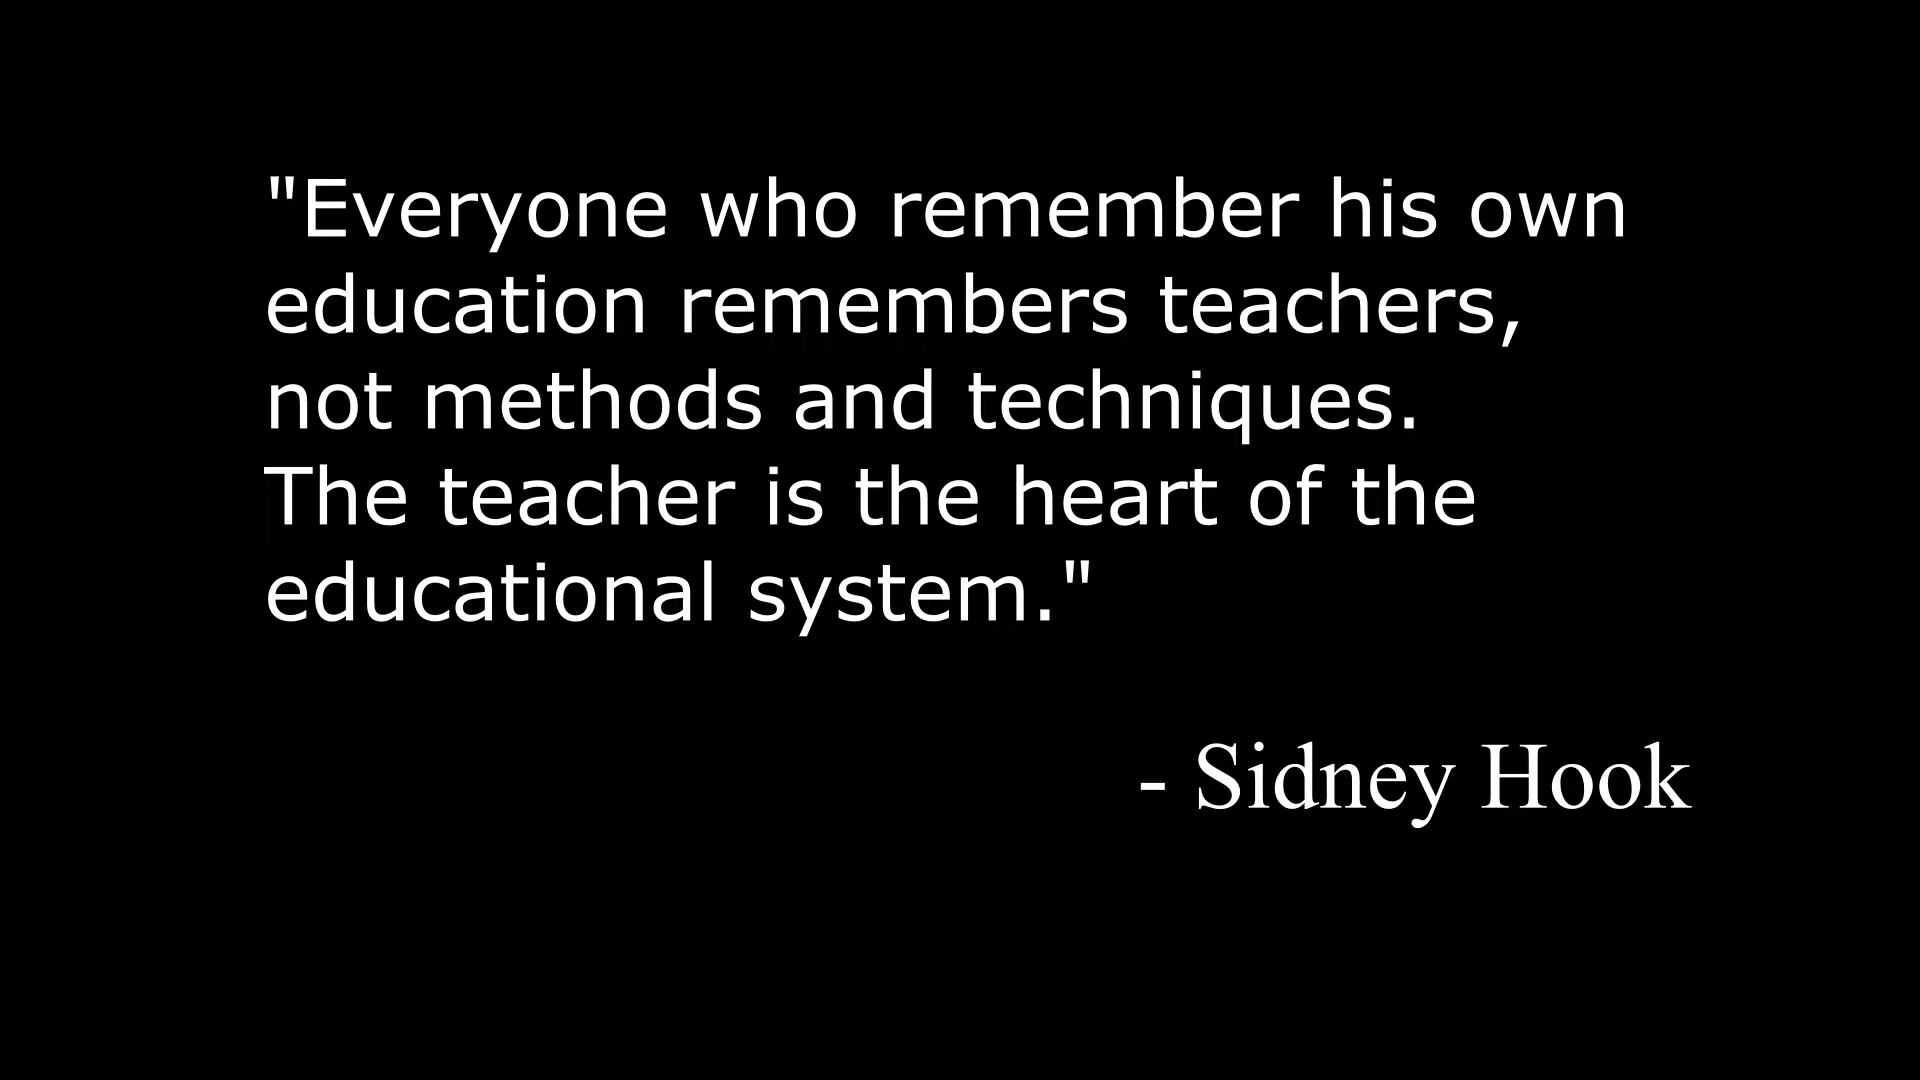 "Everyone who remember his own
education remembers teachers,
not methods and techniques.
The teacher is the heart of the
educational system."
- Sidney Hook